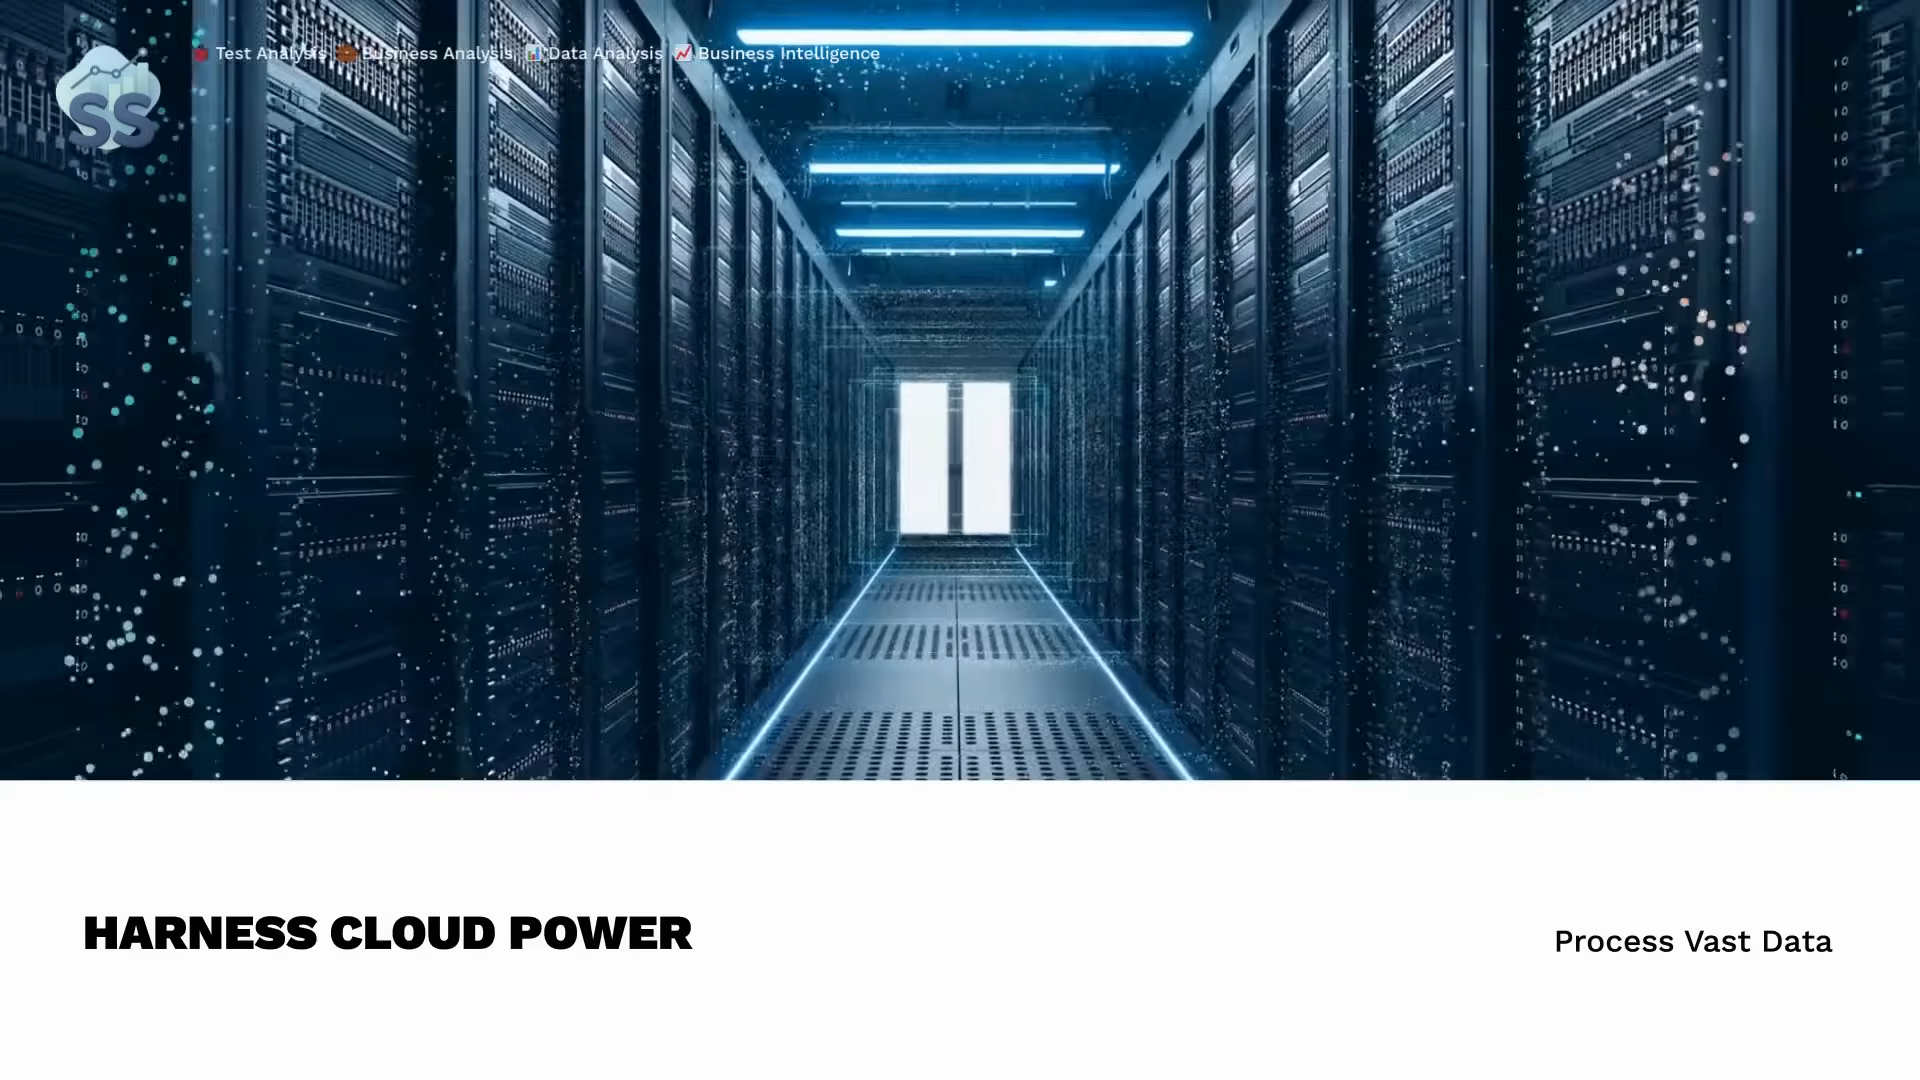 SS
Test Analysis Business Analysis Data Analysis Business Intelligence
HARNESS CLOUD POWER
Process Vast Data